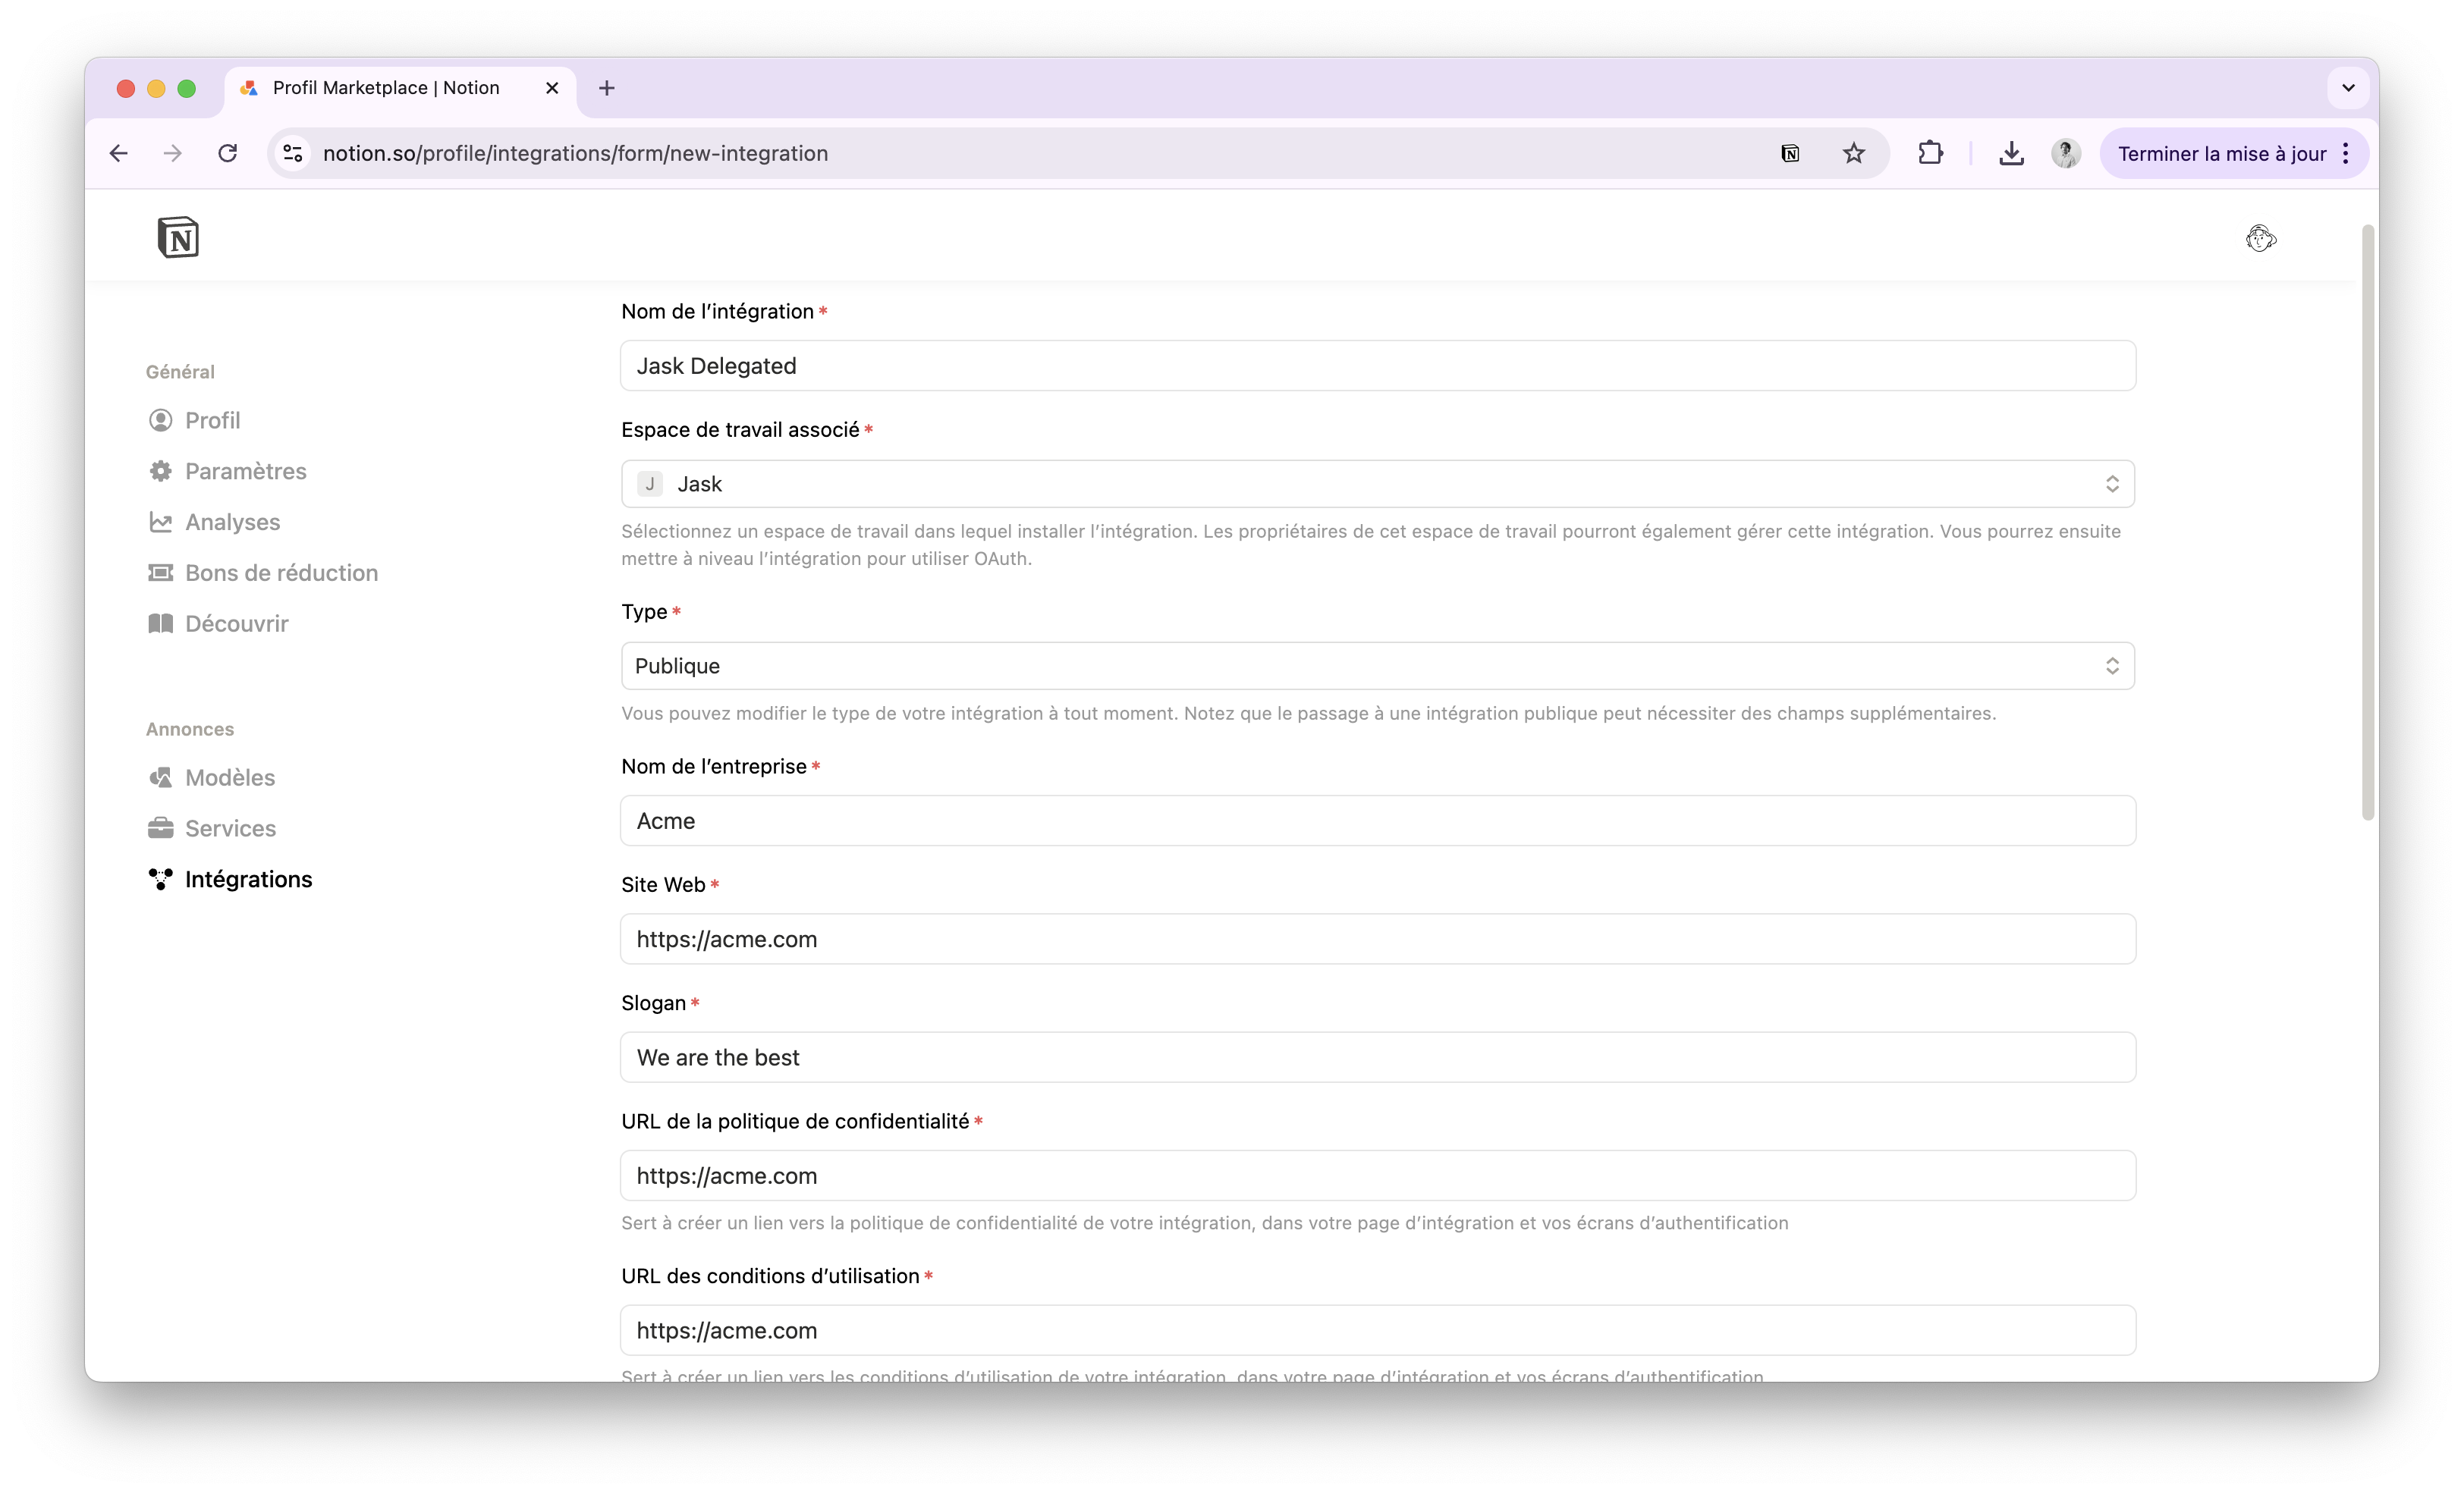 Profil Marketplace | Notion
notion.so/profile/integrations/form/new-integration
Terminer la mise à jour
Général
Profil
Paramètres
Analyses
Bons de réduction
Découvrir
Annonces
Modèles
Services
Intégrations
Nom de l’intégration *
Jask Delegated
Espace de travail associé *
J Jask
Sélectionnez un espace de travail dans lequel installer l’intégration. Les propriétaires de cet espace de travail pourront également gérer cette intégration. Vous pourrez ensuite
mettre à niveau l’intégration pour utiliser OAuth.
Type *
Publique
Vous pouvez modifier le type de votre intégration à tout moment. Notez que le passage à une intégration publique peut nécessiter des champs supplémentaires.
Nom de l’entreprise *
Acme
Site Web *
https://acme.com
Slogan *
We are the best
URL de la politique de confidentialité *
https://acme.com
Sert à créer un lien vers la politique de confidentialité de votre intégration, dans votre page d’intégration et vos écrans d’authentification
URL des conditions d’utilisation *
https://acme.com
Sert à créer un lien vers les conditions d’utilisation de votre intégration, dans votre page d’intégration et vos écrans d’authentification